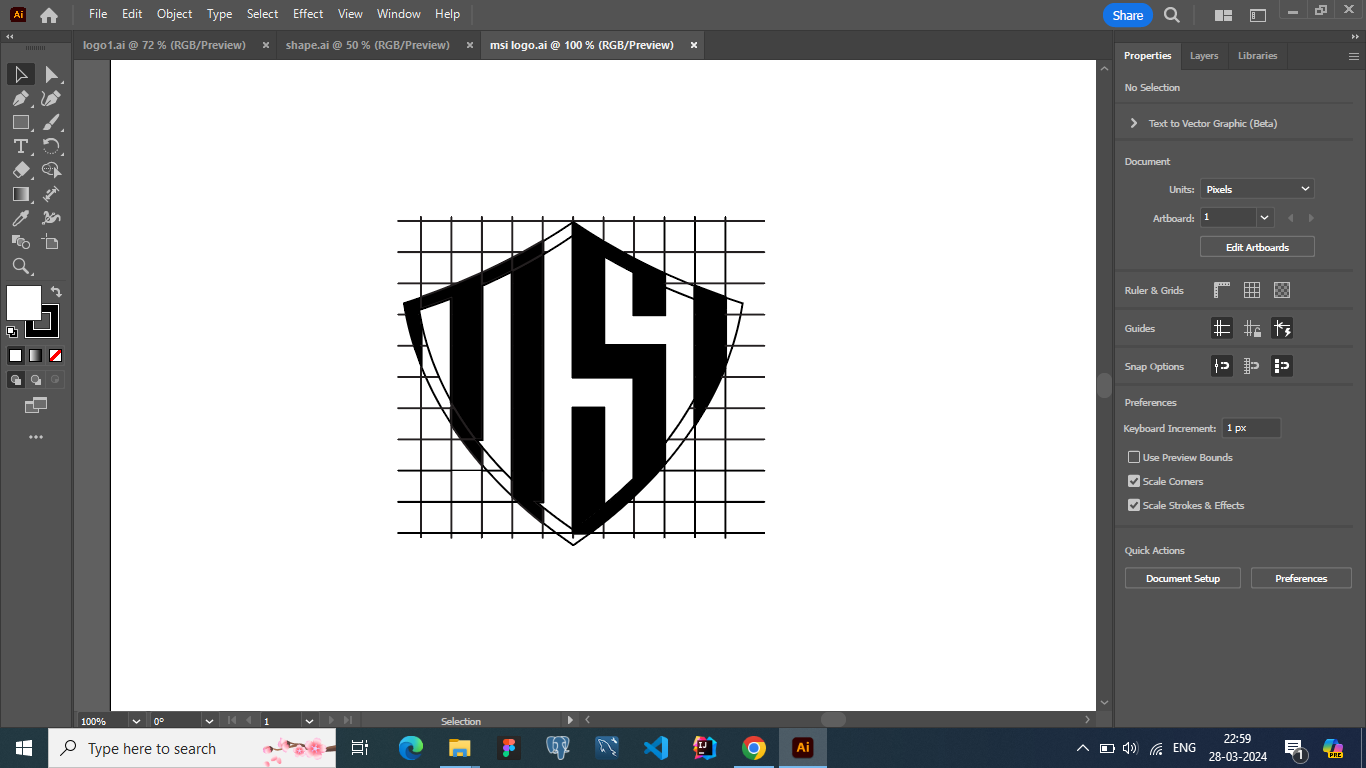 Ai File Edit Object Type Select Effect View Window Help Share
logo1.ai @ 72 % (RGB/Preview) × shape.ai @ 50 % (RGB/Preview) × msi logo.ai @ 100 % (RGB/Preview) ×
Properties Layers Libraries
No Selection
Text to Vector Graphic (Beta)
Document
Units: Pixels
Artboard: 1
Edit Artboards
Ruler & Grids
Guides
Snap Options
Preferences
Keyboard Increment: 1 px
Use Preview Bounds
Scale Corners
Scale Strokes & Effects
Quick Actions
Document Setup Preferences
100% 0° 1 Selection
Type here to search
ENG
22:59
28-03-2024
1
PRE
IJ
Ai